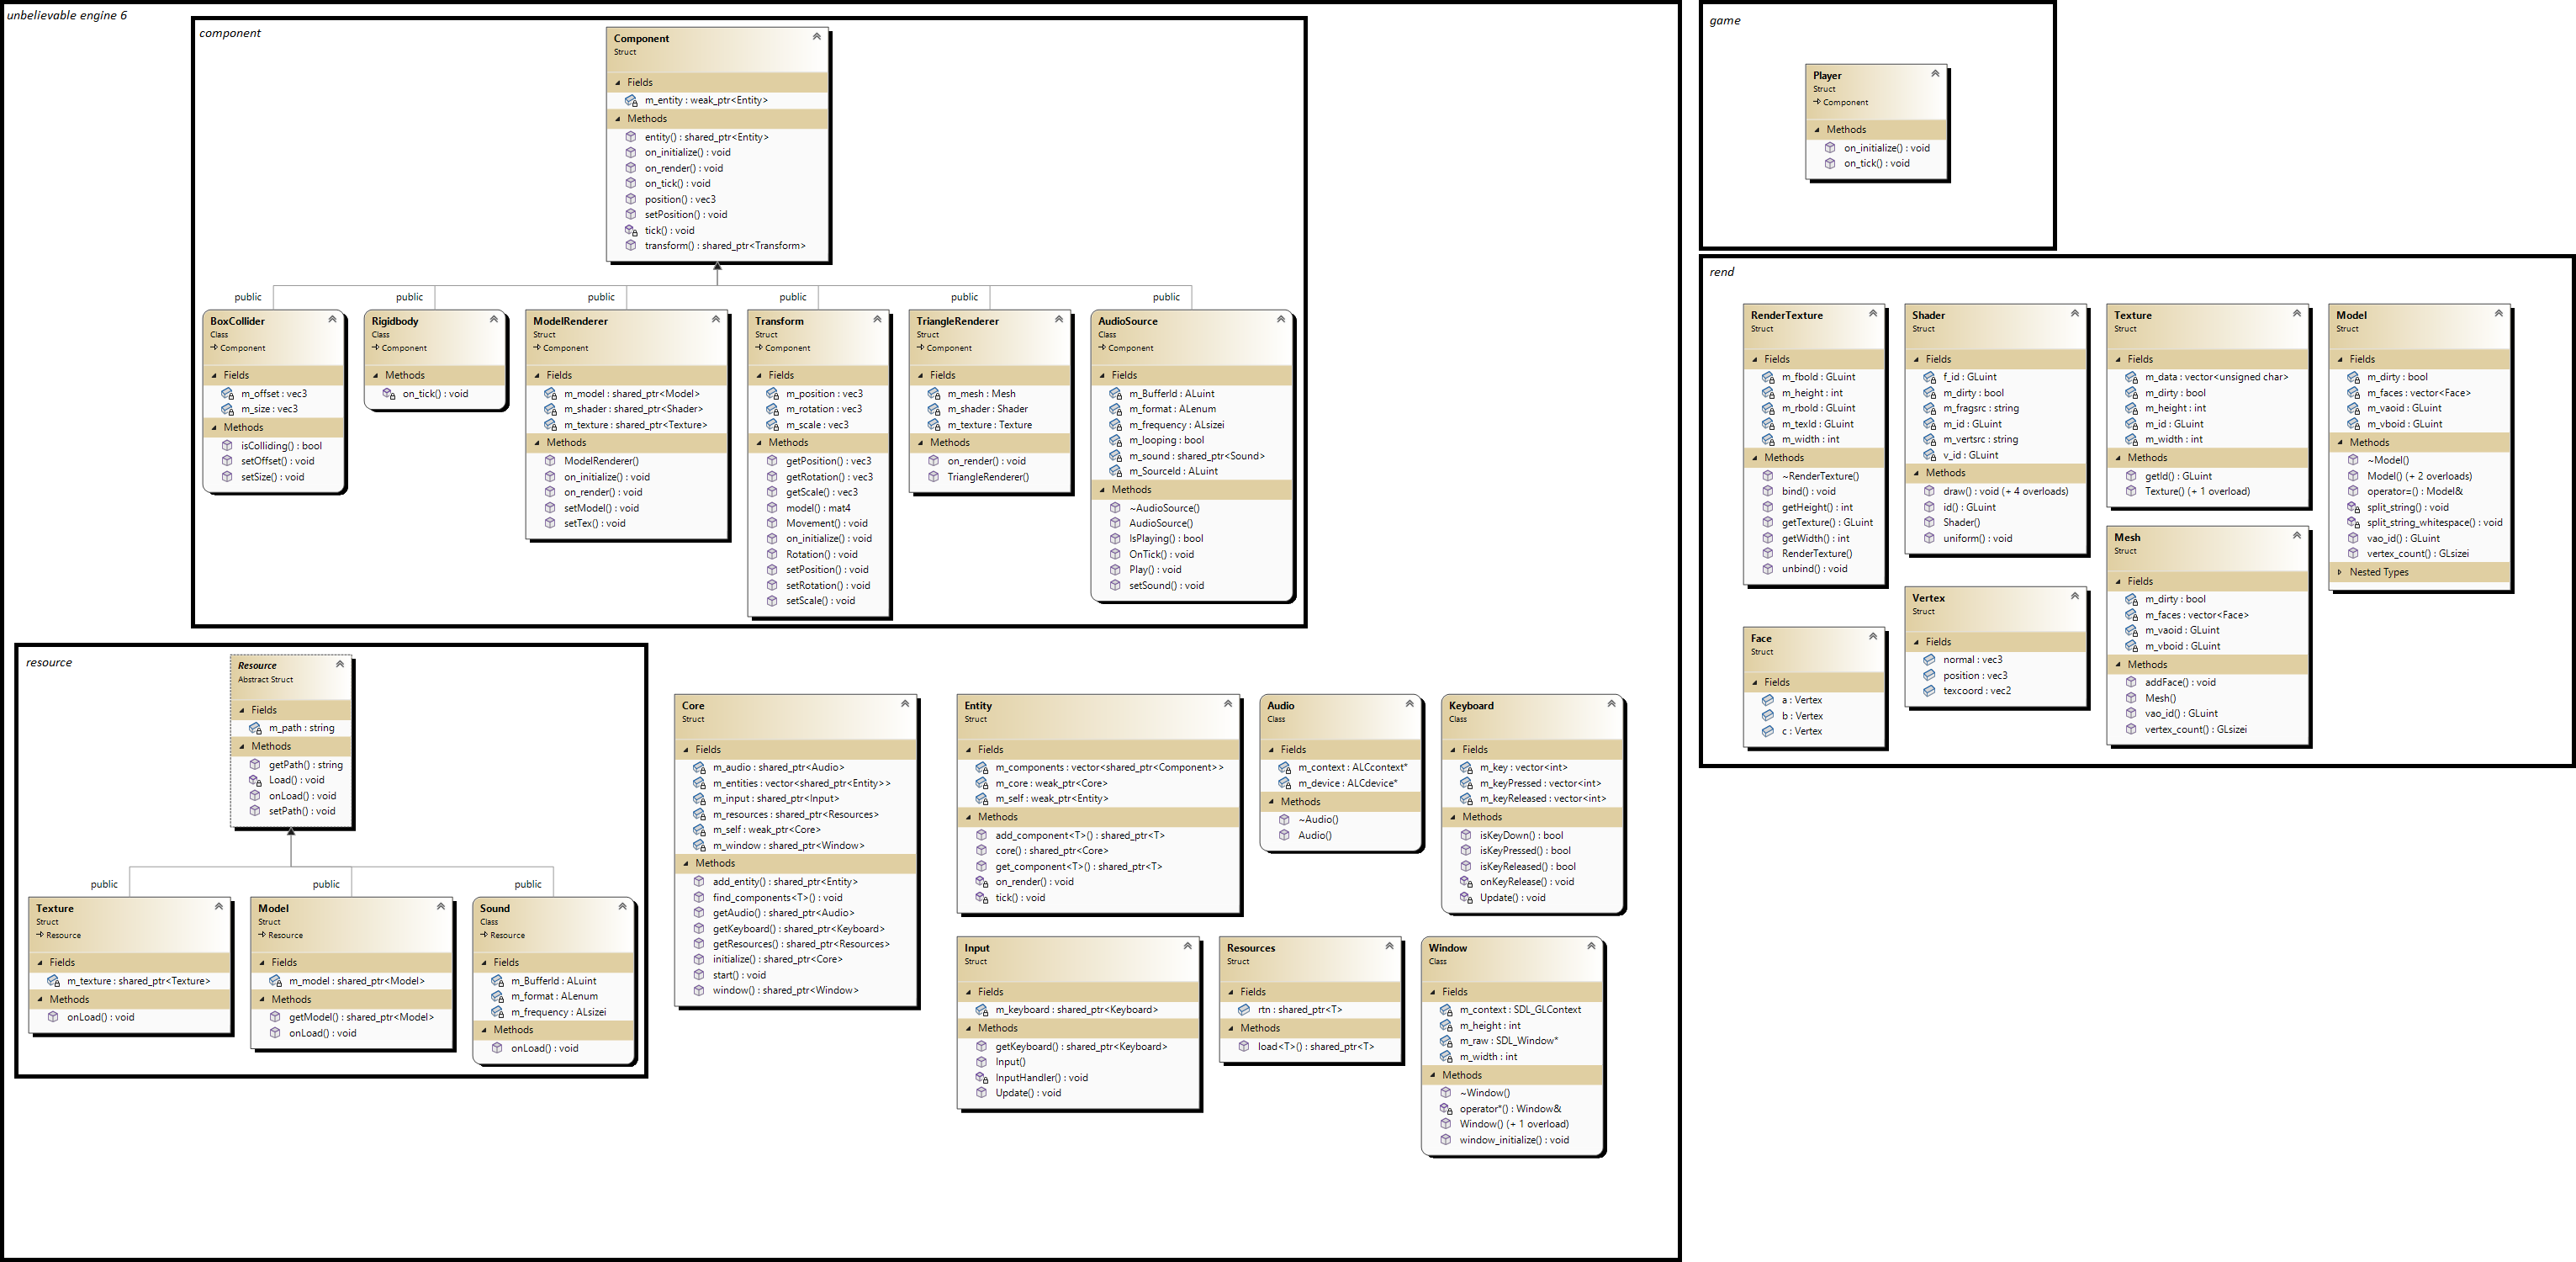 unbelievable engine 6
component
Component
Struct
Fields
m_entity : weak_ptr<Entity>
Methods
entity() : shared_ptr<Entity>
on_initialize() : void
on_render() : void
on_tick() : void
position() : vec3
setPosition() : void
tick() : void
transform() : shared_ptr<Transform>
public
public
public
public
public
public
BoxCollider
Class
Component
Fields
m_offset : vec3
m_size : vec3
Methods
isColliding() : bool
setOffset() : void
setSize() : void
Rigidbody
Class
Component
Methods
on_tick() : void
ModelRenderer
Struct
Component
Fields
m_model : shared_ptr<Model>
m_shader : shared_ptr<Shader>
m_texture : shared_ptr<Texture>
Methods
ModelRenderer()
on_initialize() : void
on_render() : void
setModel() : void
setTex() : void
Transform
Struct
Component
Fields
m_position : vec3
m_rotation : vec3
m_scale : vec3
Methods
getPosition() : vec3
getRotation() : vec3
getScale() : vec3
model() : mat4
Movement() : void
on_initialize() : void
Rotation() : void
setPosition() : void
setRotation() : void
setScale() : void
TriangleRenderer
Struct
Component
Fields
m_mesh : Mesh
m_shader : Shader
m_texture : Texture
Methods
on_render() : void
TriangleRenderer()
AudioSource
Class
Component
Fields
m_BufferId : ALuint
m_format : ALenum
m_frequency : ALsizei
m_looping : bool
m_sound : shared_ptr<Sound>
m_SourceId : ALuint
Methods
~AudioSource()
AudioSource()
IsPlaying() : bool
OnTick() : void
Play() : void
setSound() : void
resource
Resource
Abstract Struct
Fields
m_path : string
Methods
getPath() : string
Load() : void
onLoad() : void
setPath() : void
public
public
public
Texture
Struct
Resource
Fields
m_texture : shared_ptr<Texture>
Methods
onLoad() : void
Model
Struct
Resource
Fields
m_model : shared_ptr<Model>
Methods
getModel() : shared_ptr<Model>
onLoad() : void
Sound
Class
Resource
Fields
m_BufferId : ALuint
m_format : ALenum
m_frequency : ALsizei
Methods
onLoad() : void
Core
Struct
Fields
m_audio : shared_ptr<Audio>
m_entities : vector<shared_ptr<Entity>>
m_input : shared_ptr<Input>
m_resources : shared_ptr<Resources>
m_self : weak_ptr<Core>
m_window : shared_ptr<Window>
Methods
add_entity() : shared_ptr<Entity>
find_components<T>() : void
getAudio() : shared_ptr<Audio>
getKeyboard() : shared_ptr<Keyboard>
getResources() : shared_ptr<Resources>
initialize() : shared_ptr<Core>
start() : void
window() : shared_ptr<Window>
Entity
Struct
Fields
m_components : vector<shared_ptr<Component>>
m_core : weak_ptr<Core>
m_self : weak_ptr<Entity>
Methods
add_component<T>() : shared_ptr<T>
core() : shared_ptr<Core>
get_component<T>() : shared_ptr<T>
on_render() : void
tick() : void
Audio
Class
Fields
m_context : ALCcontext*
m_device : ALCdevice*
Methods
~Audio()
Audio()
Keyboard
Class
Fields
m_key : vector<int>
m_keyPressed : vector<int>
m_keyReleased : vector<int>
Methods
isKeyDown() : bool
isKeyPressed() : bool
isKeyReleased() : bool
onKeyRelease() : void
Update() : void
Input
Struct
Fields
m_keyboard : shared_ptr<Keyboard>
Methods
getKeyboard() : shared_ptr<Keyboard>
Input()
InputHandler() : void
Update() : void
Resources
Struct
Fields
rtn : shared_ptr<T>
Methods
load<T>() : shared_ptr<T>
Window
Class
Fields
m_context : SDL_GLContext
m_height : int
m_raw : SDL_Window*
m_width : int
Methods
~Window()
operator*() : Window&
Window() (+ 1 overload)
window_initialize() : void
game
Player
Struct
Component
Methods
on_initialize() : void
on_tick() : void
rend
RenderTexture
Struct
Fields
m_fboId : GLuint
m_height : int
m_rboId : GLuint
m_texId : GLuint
m_width : int
Methods
~RenderTexture()
bind() : void
getHeight() : int
getTexture() : GLuint
getWidth() : int
RenderTexture()
unbind() : void
Shader
Struct
Fields
f_id : GLuint
m_dirty : bool
m_fragsrc : string
m_id : GLuint
m_vertsrc : string
v_id : GLuint
Methods
draw() : void (+ 4 overloads)
id() : GLuint
Shader()
uniform() : void
Texture
Struct
Fields
m_data : vector<unsigned char>
m_dirty : bool
m_height : int
m_id : GLuint
m_width : int
Methods
getId() : GLuint
Texture() (+ 1 overload)
Model
Struct
Fields
m_dirty : bool
m_faces : vector<Face>
m_vaoid : GLuint
m_vboid : GLuint
Methods
~Model()
Model() (+ 2 overloads)
operator=() : Model&
split_string() : void
split_string_whitespace() : void
vao_id() : GLuint
vertex_count() : GLsizei
Nested Types
Face
Struct
Fields
a : Vertex
b : Vertex
c : Vertex
Vertex
Struct
Fields
normal : vec3
position : vec3
texcoord : vec2
Mesh
Struct
Fields
m_dirty : bool
m_faces : vector<Face>
m_vaoid : GLuint
m_vboid : GLuint
Methods
addFace() : void
Mesh()
vao_id() : GLuint
vertex_count() : GLsizei